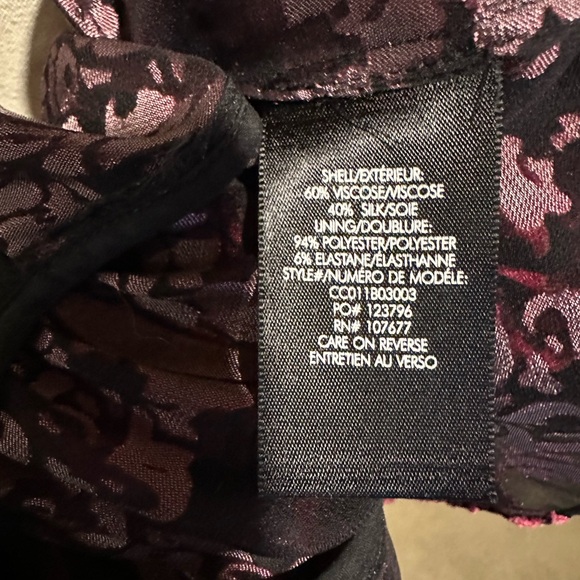 SHELL/EXTÉRIEUR:
60% VISCOSE/VISCOSE
40% SILK/SOIE
LINING/DOUBLURE:
94% POLYESTER/POLYESTER
6% ELASTANE/ÉLASTHANNE
STYLE#/NUMÉRO DE MODÈLE:
CC011B03003
PO# 123796
RN# 107677
CARE ON REVERSE
ENTRETIEN AU VERSO